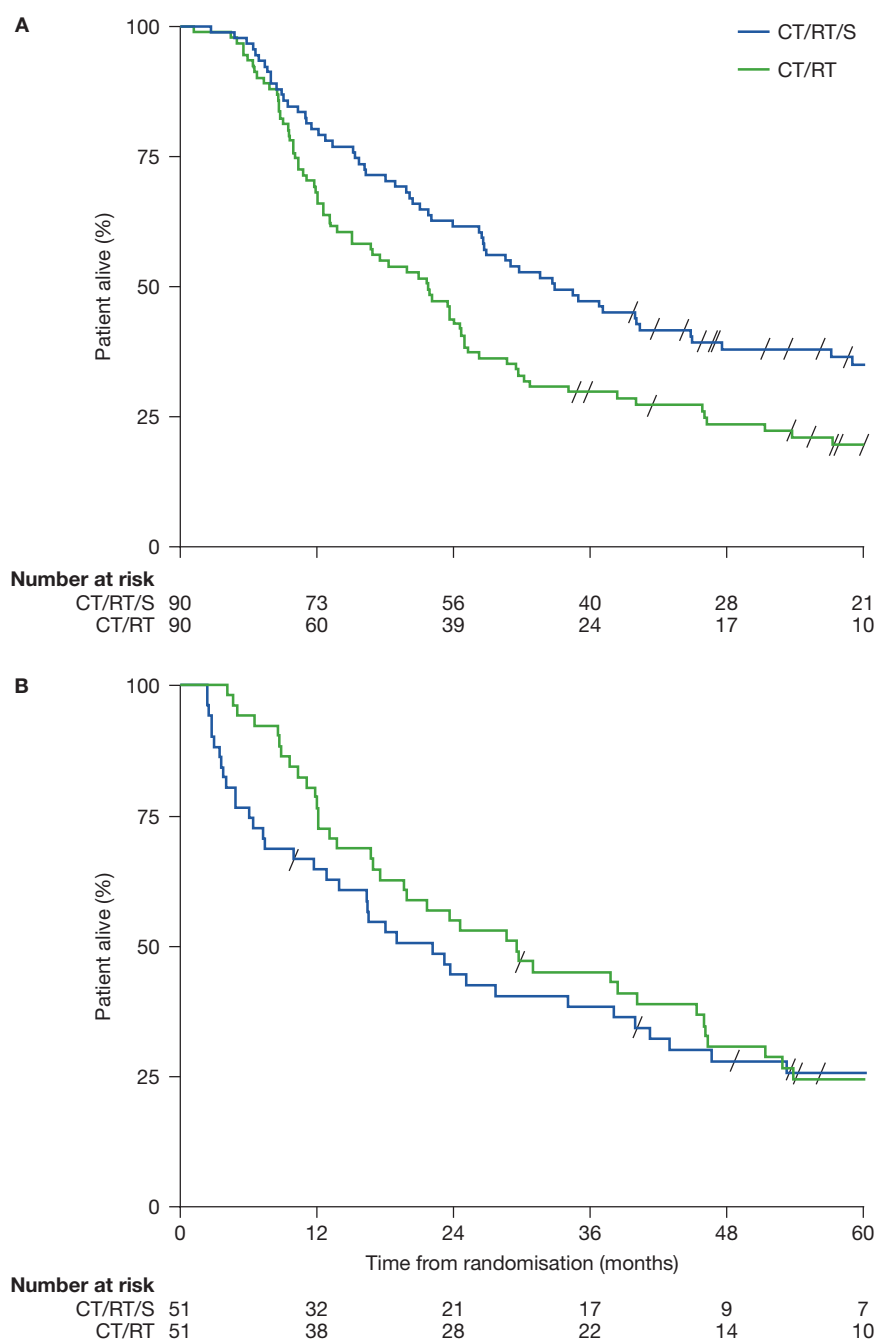 A
CT/RT/S
CT/RT
100
75
50
25
0
Patient alive (%)
Number at risk
CT/RT/S 90 73 56 40 28 21
CT/RT 90 60 39 24 17 10
B
100
75
50
25
0
Patient alive (%)
0 12 24 36 48 60
Time from randomisation (months)
Number at risk
CT/RT/S 51 32 21 17 9 7
CT/RT 51 38 28 22 14 10